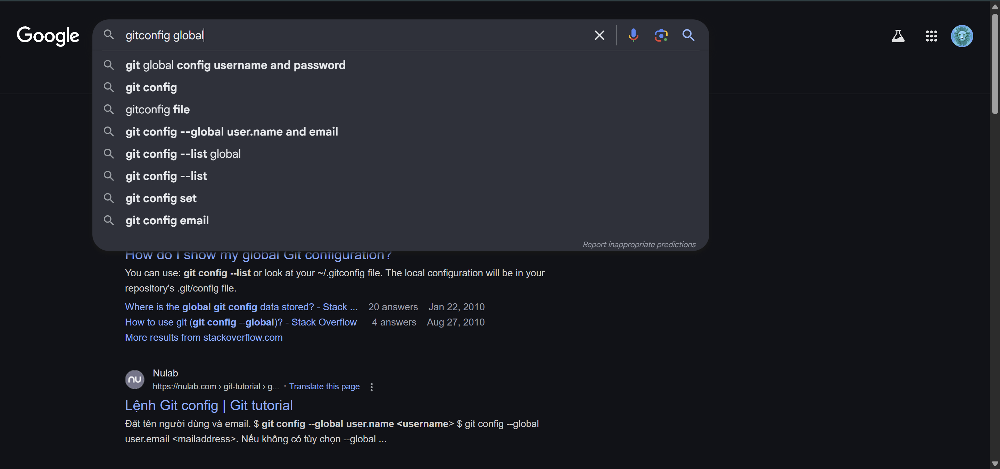 Google
gitconfig global
git global config username and password
git config
gitconfig file
git config --global user.name and email
git config --list global
git config --list
git config set
git config email
Report inappropriate predictions
How do I show my global Git configuration?
You can use: git config --list or look at your ~/.gitconfig file. The local configuration will be in your
repository's .git/config file.
Where is the global git config data stored? - Stack ... 20 answers Jan 22, 2010
How to use git (git config --global)? - Stack Overflow 4 answers Aug 27, 2010
More results from stackoverflow.com
nu
Nulab
https://nulab.com › git-tutorial › g... · Translate this page
Lệnh Git config | Git tutorial
Đặt tên người dùng và email. $ git config --global user.name <username> $ git config --global
user.email <mailaddress>. Nếu không có tùy chọn --global ...